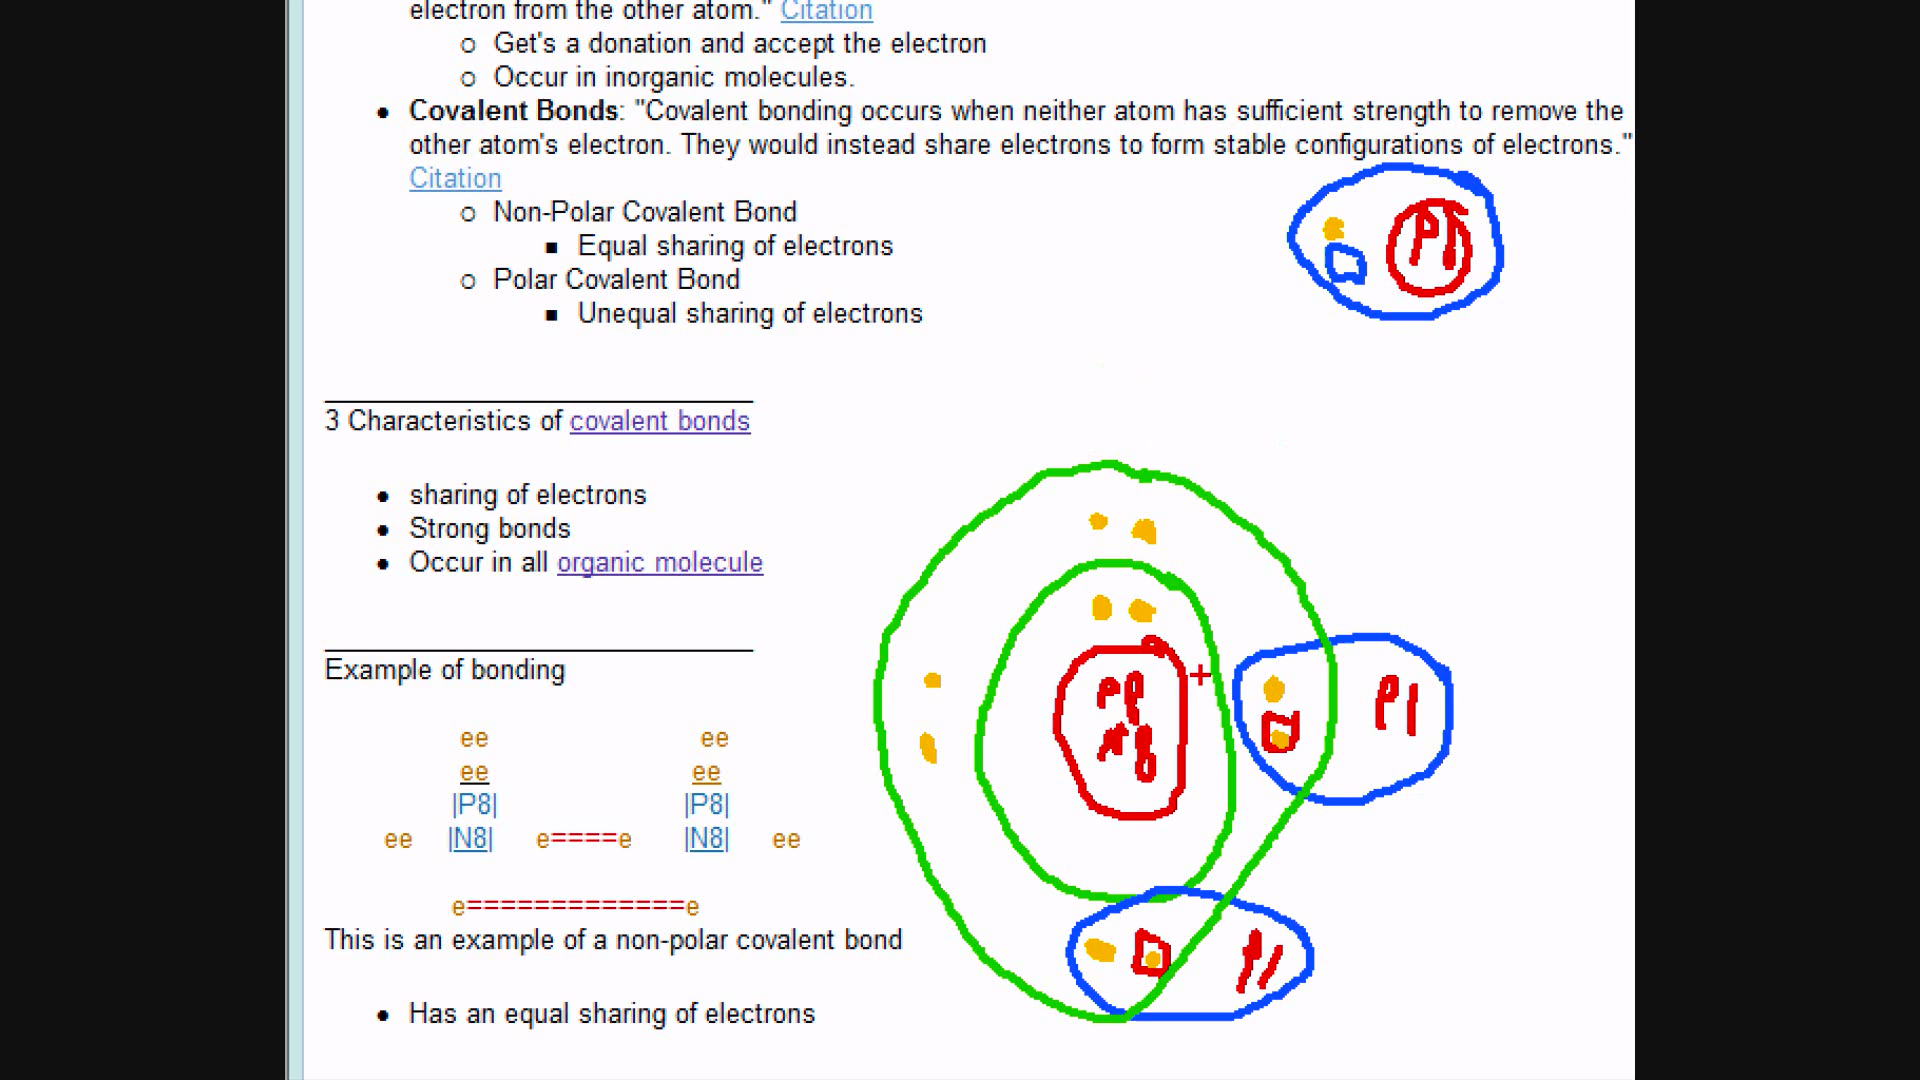 electron from the other atom." Citation
o Get's a donation and accept the electron
o Occur in inorganic molecules.
• Covalent Bonds: "Covalent bonding occurs when neither atom has sufficient strength to remove the
other atom's electron. They would instead share electrons to form stable configurations of electrons."
Citation
o Non-Polar Covalent Bond
▪ Equal sharing of electrons
o Polar Covalent Bond
▪ Unequal sharing of electrons
P1
3 Characteristics of covalent bonds
• sharing of electrons
• Strong bonds
• Occur in all organic molecule
Example of bonding
P8
N8
P1
P1
ee ee
ee ee
|P8| |P8|
ee |N8| e====e |N8| ee
e=============e
This is an example of a non-polar covalent bond
• Has an equal sharing of electrons